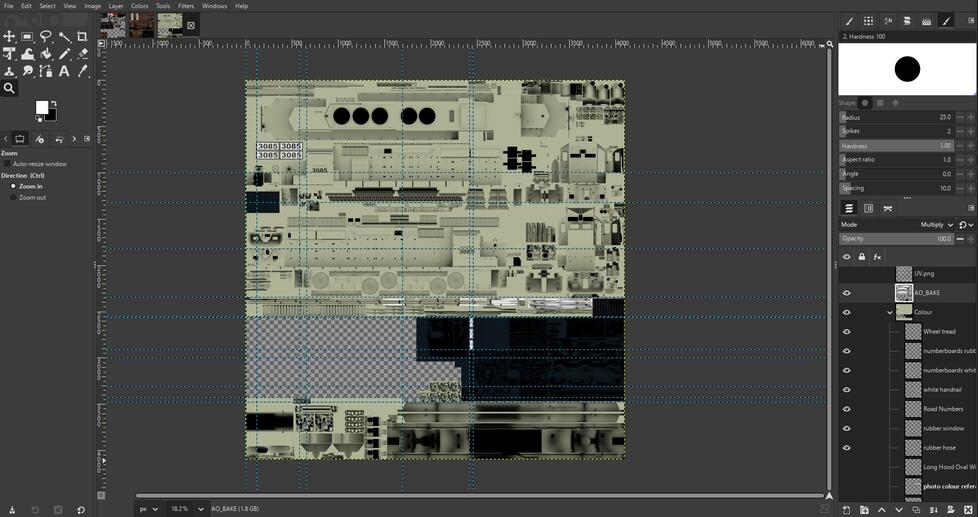 File Edit Select View Image Layer Colors Tools Filters Windows Help
2. Hardness 100
Shape:
Radius 25.0
Spikes 2
Hardness 1.00
Aspect ratio 1.0
Angle 0.0
Spacing 10.0
Zoom
Auto-resize window
Direction (Ctrl)
Zoom in
Zoom out
3085 3085
3085 3085
3085
3085
Mode Multiply
Opacity 100.0
UV.png
AO_BAKE
Colour
Wheel tread
numberboards rubb
numberboards whit
white handrail
Road Numbers
rubber window
rubber hose
Long Hood Oval Wi
photo colour refer
px 18.2% AO_BAKE (1.8 GB)